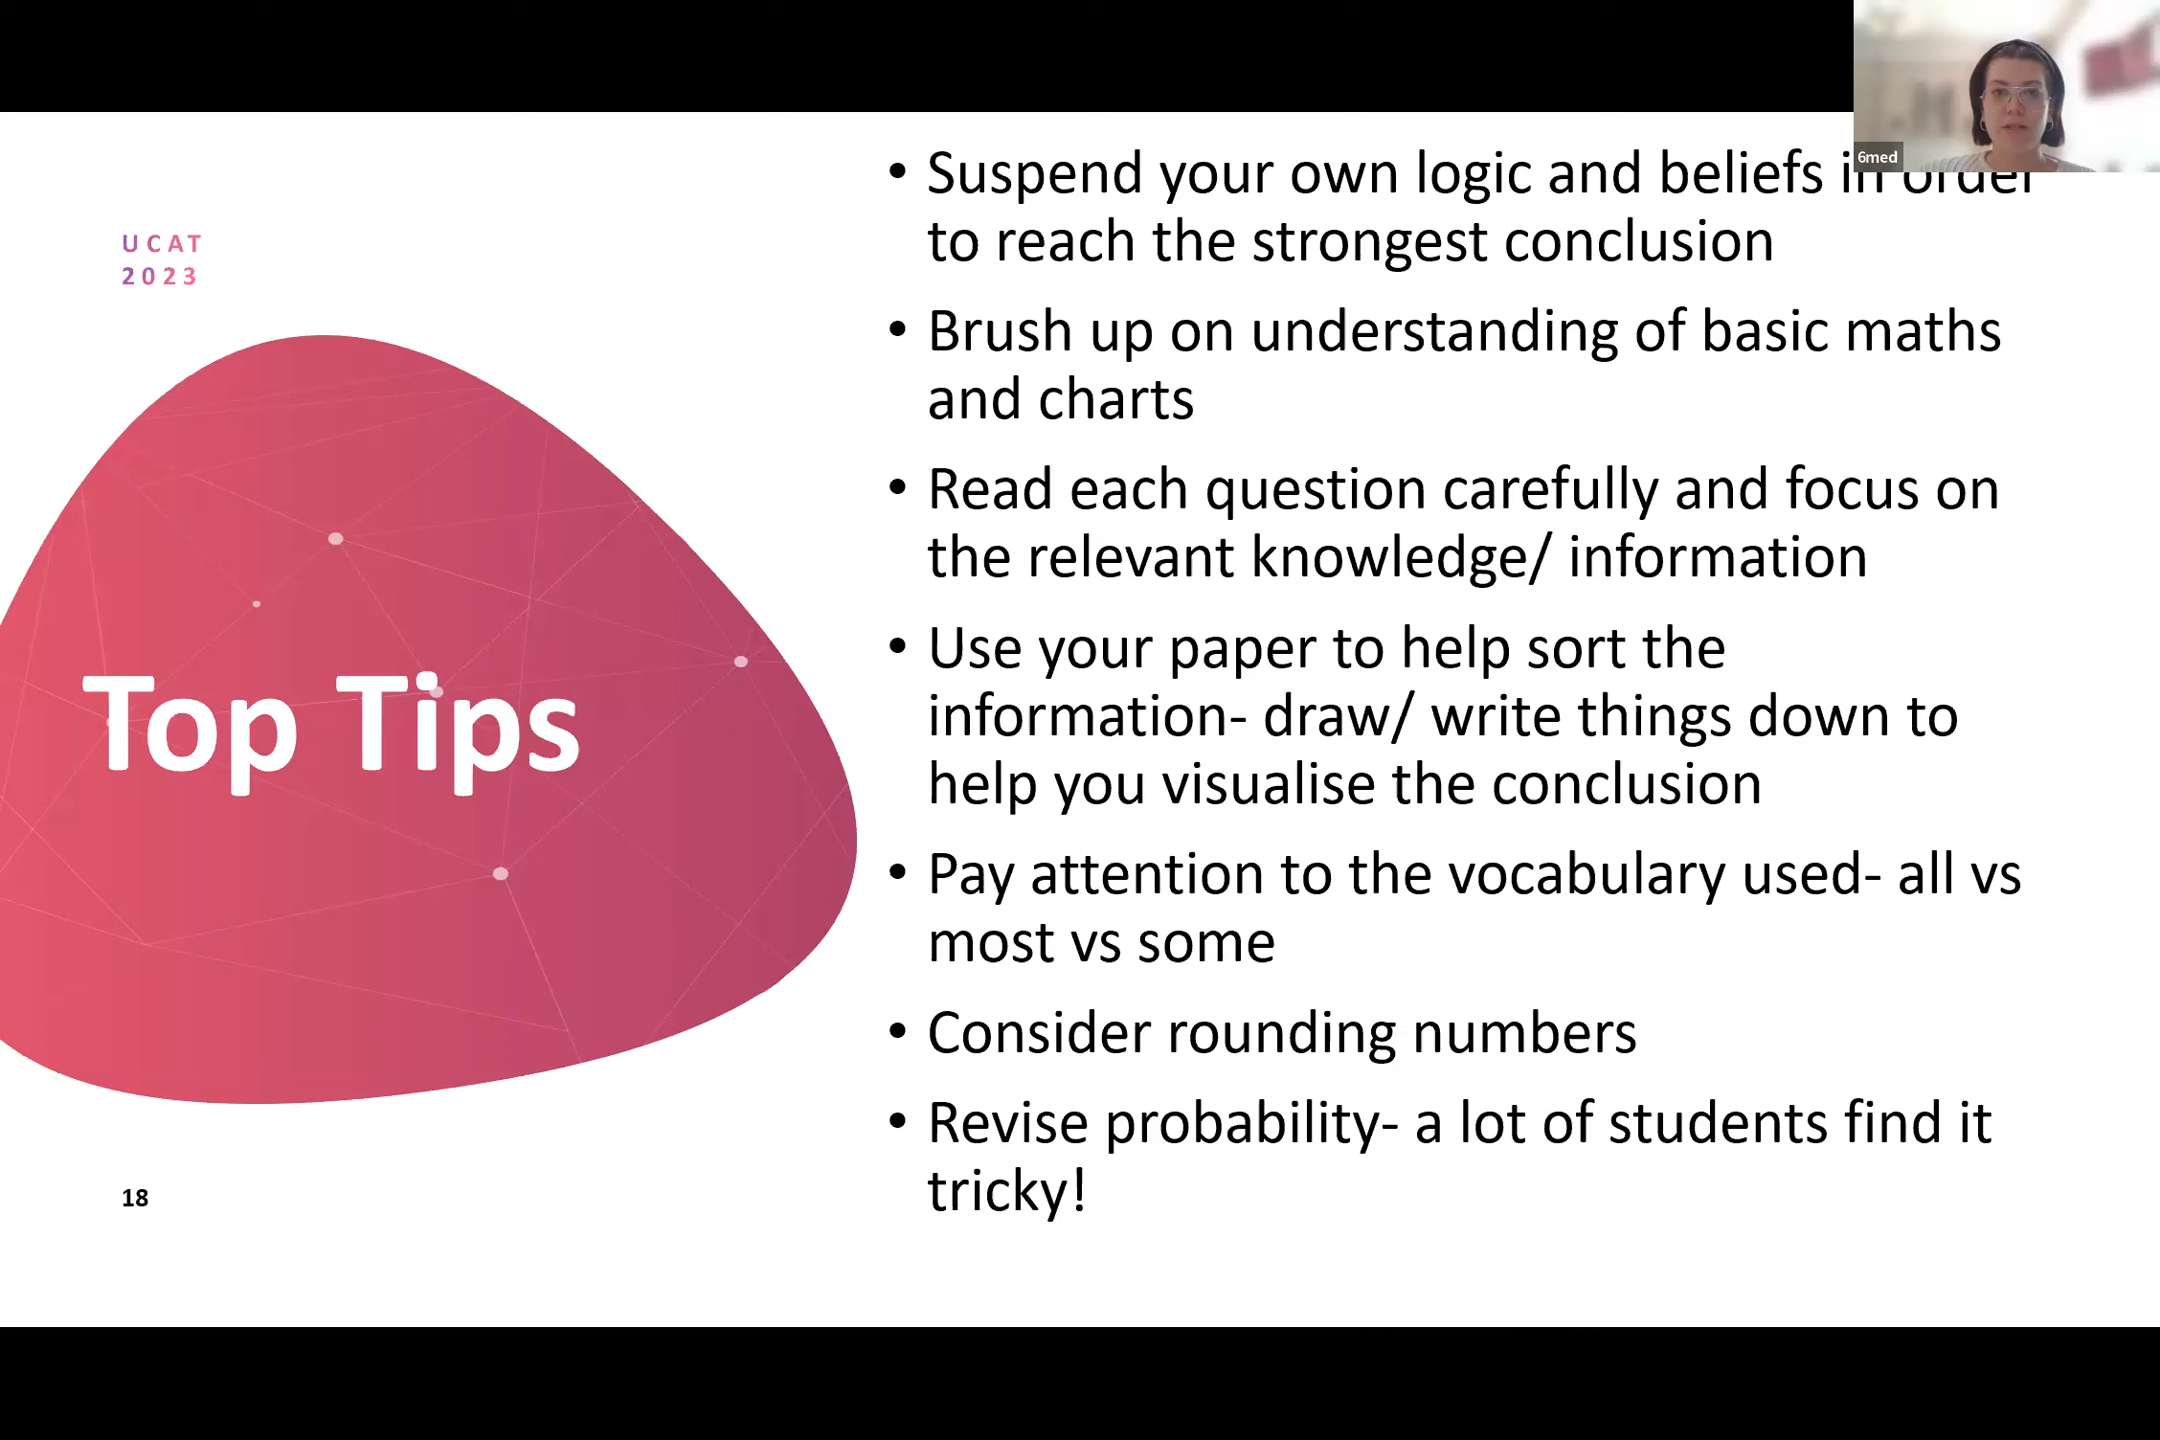 6med
• Suspend your own logic and beliefs in order
to reach the strongest conclusion
UCAT
2023
• Brush up on understanding of basic maths
and charts
• Read each question carefully and focus on
the relevant knowledge/ information
• Use your paper to help sort the
information- draw/ write things down to
help you visualise the conclusion
Top Tips
• Pay attention to the vocabulary used- all vs
most vs some
• Consider rounding numbers
• Revise probability- a lot of students find it
tricky!
18